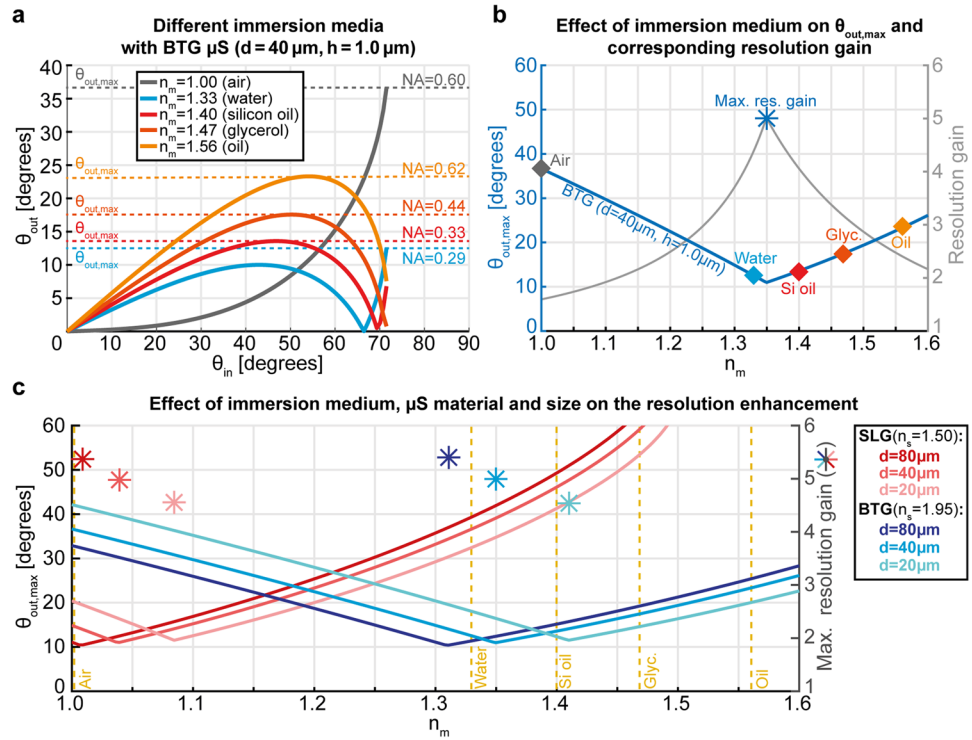 a
Different immersion media
with BTG µS (d = 40 µm, h = 1.0 µm)
40
35
30
25
20
15
10
5
θout [degrees]
θout,max
NA=0.60
nm=1.00 (air)
nm=1.33 (water)
nm=1.40 (silicon oil)
nm=1.47 (glycerol)
nm=1.56 (oil)
θout,max
NA=0.62
θout,max
NA=0.44
θout,max
NA=0.33
θout,max
NA=0.29
0 10 20 30 40 50 60 70 80 90
θin [degrees]
b
Effect of immersion medium on θout,max and
corresponding resolution gain
60
50
40
30
20
10
0
θout,max [degrees]
Max. res. gain
Air
BTG (d=40µm, h=1.0µm)
Water
Si oil
Glyc.
Oil
6
5
4
3
2
1
Resolution gain
1.0 1.1 1.2 1.3 1.4 1.5 1.6
nm
c
Effect of immersion medium, µS material and size on the resolution enhancement
60
50
40
30
20
10
0
θout,max [degrees]
Air
Water
Si oil
Glyc.
Oil
6
5
4
3
2
1
Max. resolution gain ( )
1.0 1.1 1.2 1.3 1.4 1.5 1.6
nm
SLG(ns=1.50):
d=80µm
d=40µm
d=20µm
BTG(ns=1.95):
d=80µm
d=40µm
d=20µm